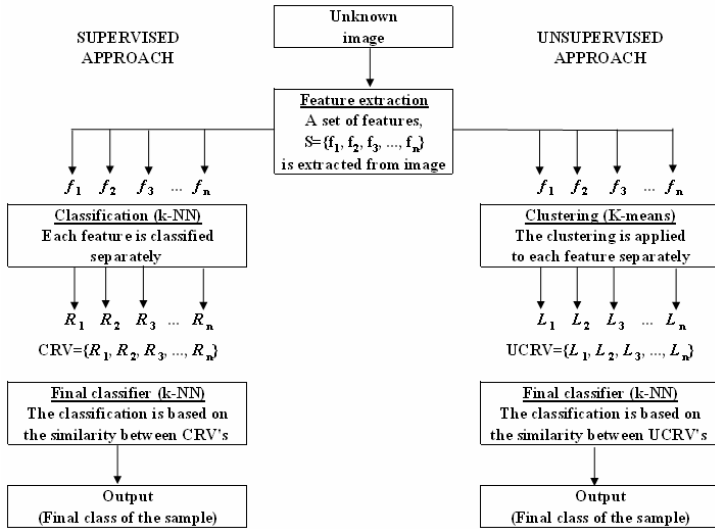 Unknown
image
SUPERVISED
APPROACH
UNSUPERVISED
APPROACH
Feature extraction
A set of features,
S={f1, f2, f3, ..., fn}
is extracted from image
f1 f2 f3 ... fn
Classification (k-NN)
Each feature is classified
separately
R1 R2 R3 ... Rn
CRV={R1, R2, R3, ..., Rn}
Final classifier (k-NN)
The classification is based on
the similarity between CRV's
Output
(Final class of the sample)
f1 f2 f3 ... fn
Clustering (K-means)
The clustering is applied
to each feature separately
L1 L2 L3 ... Ln
UCRV={L1, L2, L3, ..., Ln}
Final classifier (k-NN)
The classification is based on
the similarity between UCRV's
Output
(Final class of the sample)